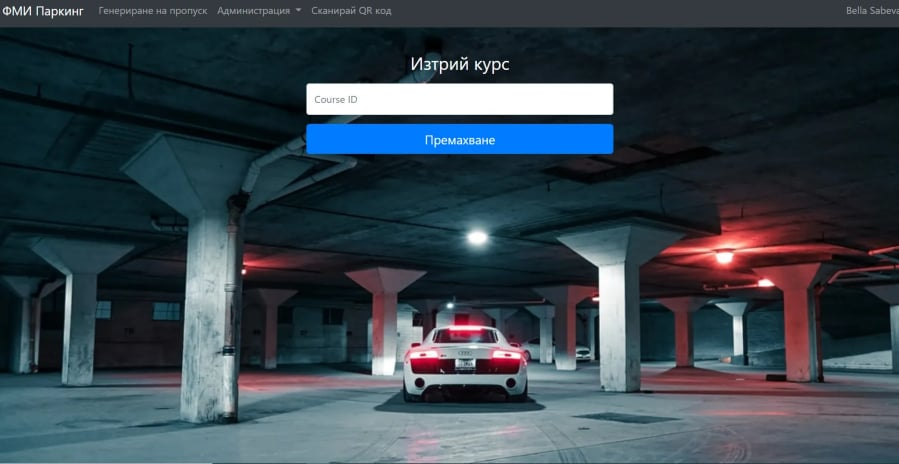 ФМИ Паркинг Генериране на пропуск Администрация Сканирай QR код Bella Sabeva
Изтрий курс
Course ID
Премахване